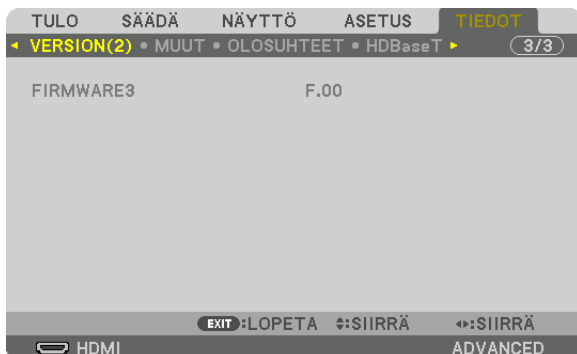 TULO SÄÄDÄ NÄYTTÖ ASETUS TIEDOT
VERSION(2) • MUUT • OLOSUHTEET • HDBaseT 3/3
FIRMWARE3 F.00
EXIT:LOPETA :SIIRRÄ :SIIRRÄ
HDMI ADVANCED